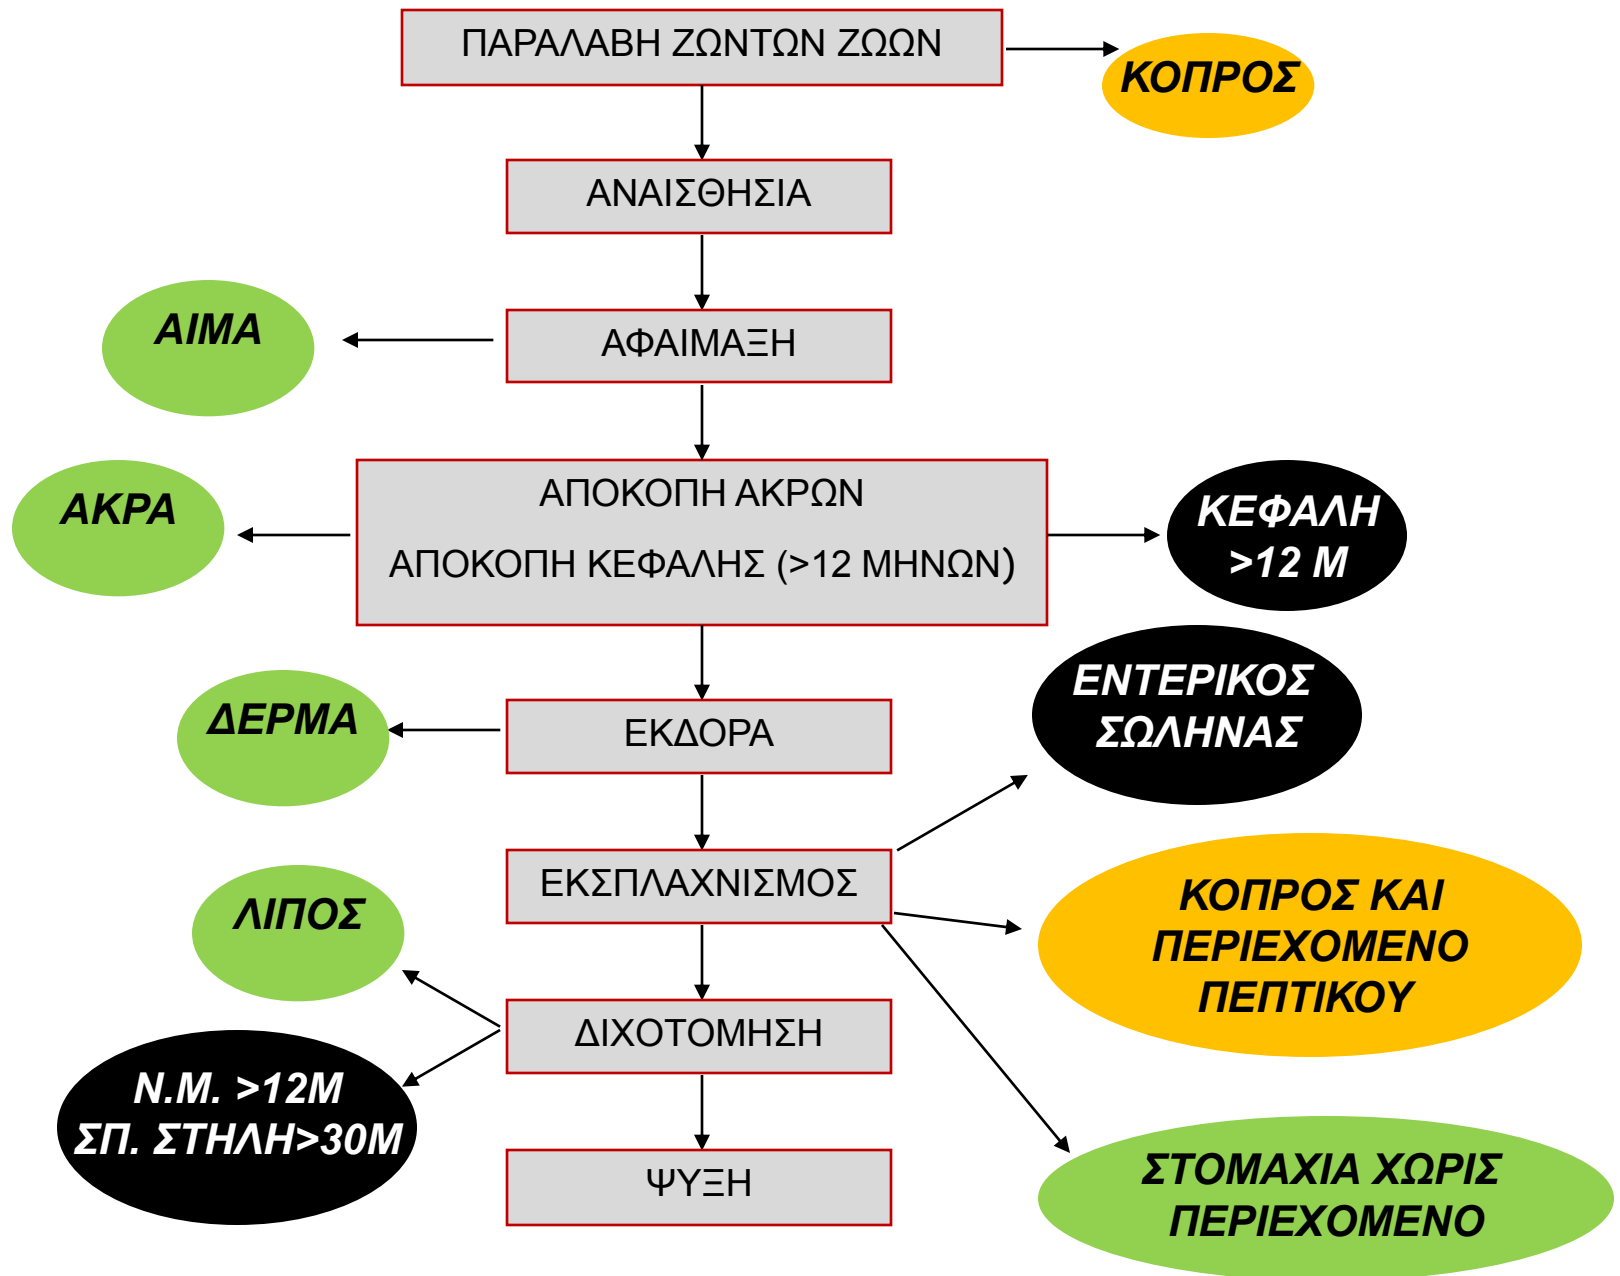 ΠΑΡΑΛΑΒΗ ΖΩΝΤΩΝ ΖΩΩΝ
ΚΟΠΡΟΣ
ΑΝΑΙΣΘΗΣΙΑ
ΑΙΜΑ
ΑΦΑΙΜΑΞΗ
ΑΚΡΑ
ΑΠΟΚΟΠΗ ΑΚΡΩΝ
ΑΠΟΚΟΠΗ ΚΕΦΑΛΗΣ (>12 ΜΗΝΩΝ)
ΚΕΦΑΛΗ
>12 Μ
ΔΕΡΜΑ
ΕΚΔΟΡΑ
ΕΝΤΕΡΙΚΟΣ
ΣΩΛΗΝΑΣ
ΕΚΣΠΛΑΧΝΙΣΜΟΣ
ΛΙΠΟΣ
ΚΟΠΡΟΣ ΚΑΙ
ΠΕΡΙΕΧΟΜΕΝΟ
ΠΕΠΤΙΚΟΥ
ΔΙΧΟΤΟΜΗΣΗ
Ν.Μ. >12Μ
ΣΠ. ΣΤΗΛΗ>30Μ
ΨΥΞΗ
ΣΤΟΜΑΧΙΑ ΧΩΡΙΣ
ΠΕΡΙΕΧΟΜΕΝΟ